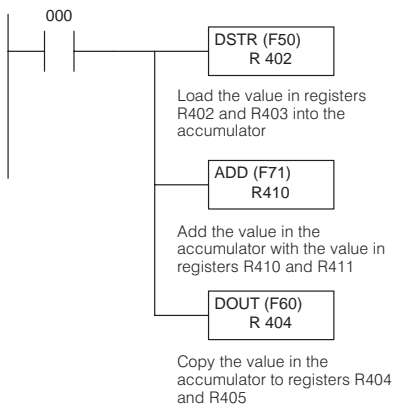 000
DSTR (F50)
R 402
Load the value in registers
R402 and R403 into the
accumulator
ADD (F71)
R410
Add the value in the
accumulator with the value in
registers R410 and R411
DOUT (F60)
R 404
Copy the value in the
accumulator to registers R404
and R405